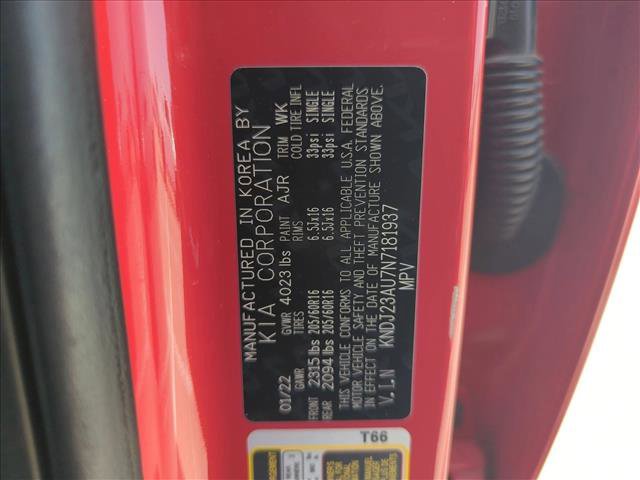 MANUFACTURED IN KOREA BY
KIA CORPORATION
01/22 GVWR 4023 lbs PAINT AJR TRIM WK
GAWR TIRES RIMS COLD TIRE INFL
FRONT 2315 lbs 205/60R16 6.5Jx16 33psi SINGLE
REAR 2094 lbs 205/60R16 6.5Jx16 33psi SINGLE
THIS VEHICLE CONFORMS TO ALL APPLICABLE U.S.A. FEDERAL
MOTOR VEHICLE SAFETY AND THEFT PREVENTION STANDARDS
IN EFFECT ON THE DATE OF MANUFACTURE SHOWN ABOVE.
V.I.N KNDJ23AU7N7181937
MPV
T66